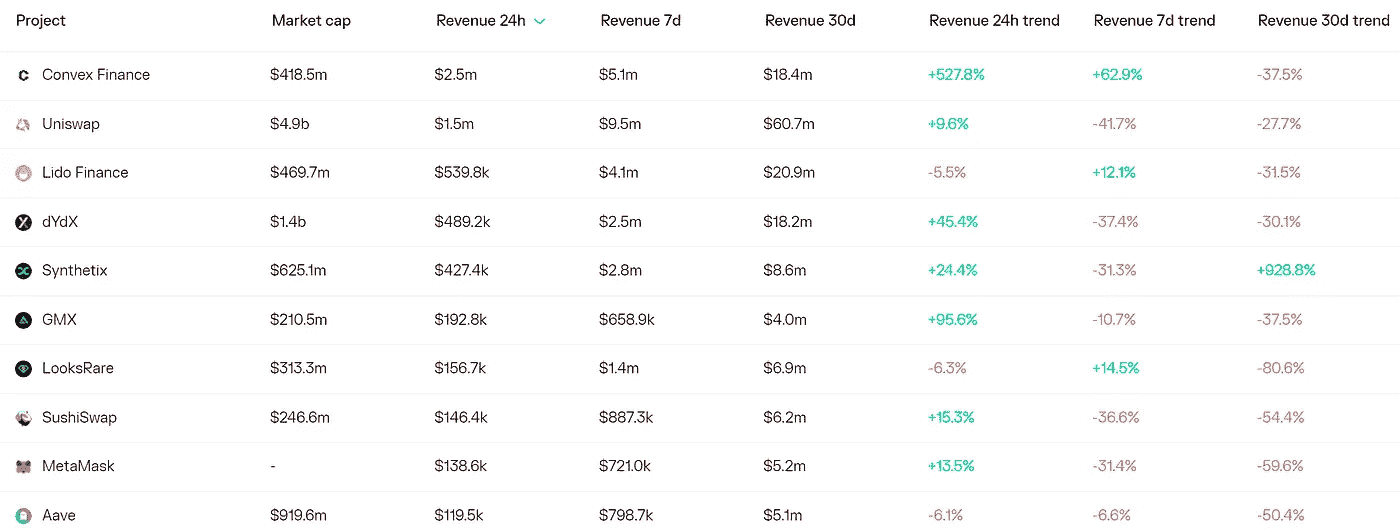 Project Market cap Revenue 24h Revenue 7d Revenue 30d Revenue 24h trend Revenue 7d trend Revenue 30d trend
Convex Finance $418.5m $2.5m $5.1m $18.4m +527.8% +62.9% -37.5%
Uniswap $4.9b $1.5m $9.5m $60.7m +9.6% -41.7% -27.7%
Lido Finance $469.7m $539.8k $4.1m $20.9m -5.5% +12.1% -31.5%
dYdX $1.4b $489.2k $2.5m $18.2m +45.4% -37.4% -30.1%
Synthetix $625.1m $427.4k $2.8m $8.6m +24.4% -31.3% +928.8%
GMX $210.5m $192.8k $658.9k $4.0m +95.6% -10.7% -37.5%
LooksRare $313.3m $156.7k $1.4m $6.9m -6.3% +14.5% -80.6%
SushiSwap $246.6m $146.4k $887.3k $6.2m +15.3% -36.6% -54.4%
MetaMask - $138.6k $721.0k $5.2m +13.5% -31.4% -59.6%
Aave $919.6m $119.5k $798.7k $5.1m -6.1% -6.6% -50.4%